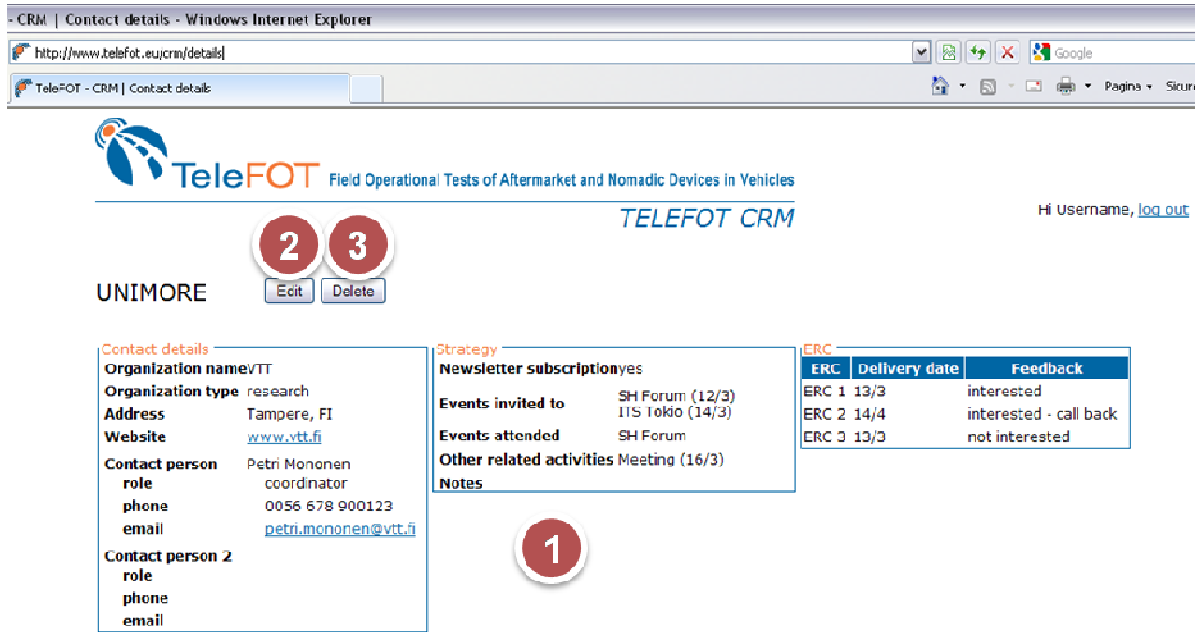 - CRM | Contact details - Windows Internet Explorer
http://www.telefot.eu/crm/details
Google
TeleFOT - CRM | Contact details
Pagina
Sicur
TeleFOT Field Operational Tests of Aftermarket and Nomadic Devices in Vehicles
TELEFOT CRM
Hi Username, log out
2 3
UNIMORE Edit Delete
Contact details
Organization name VTT
Organization type research
Address Tampere, FI
Website www.vtt.fi
Contact person Petri Mononen
role coordinator
phone 0056 678 900123
email petri.mononen@vtt.fi
Contact person 2
role
phone
email
Strategy
Newsletter subscription yes
Events invited to SH Forum (12/3)
ITS Tokio (14/3)
Events attended SH Forum
Other related activities Meeting (16/3)
Notes
1
ERC
ERC Delivery date Feedback
ERC 1 13/3 interested
ERC 2 14/4 interested - call back
ERC 3 13/3 not interested